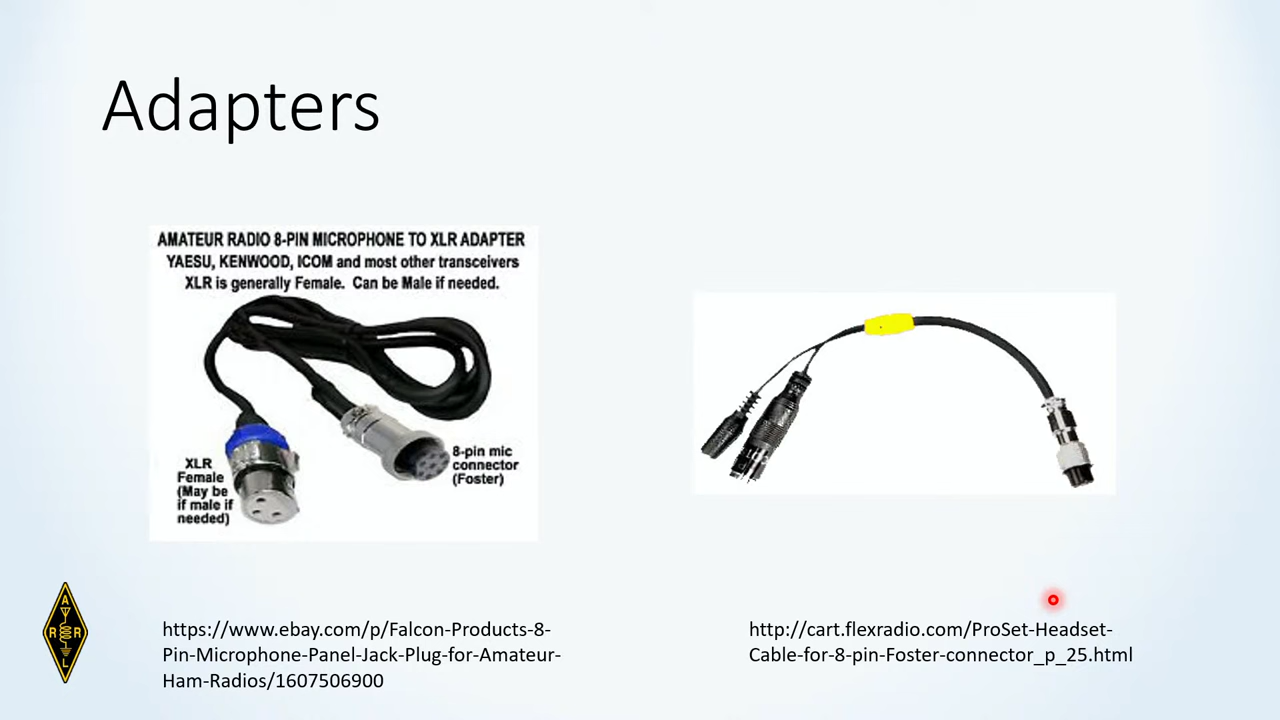 Adapters
AMATEUR RADIO 8-PIN MICROPHONE TO XLR ADAPTER
YAESU, KENWOOD, ICOM and most other transceivers
XLR is generally Female. Can be Male if needed.
XLR
Female
(May be
if male if
needed)
8-pin mic
connector
(Foster)
A
R R
L
https://www.ebay.com/p/Falcon-Products-8-
Pin-Microphone-Panel-Jack-Plug-for-Amateur-
Ham-Radios/1607506900
http://cart.flexradio.com/ProSet-Headset-
Cable-for-8-pin-Foster-connector_p_25.html